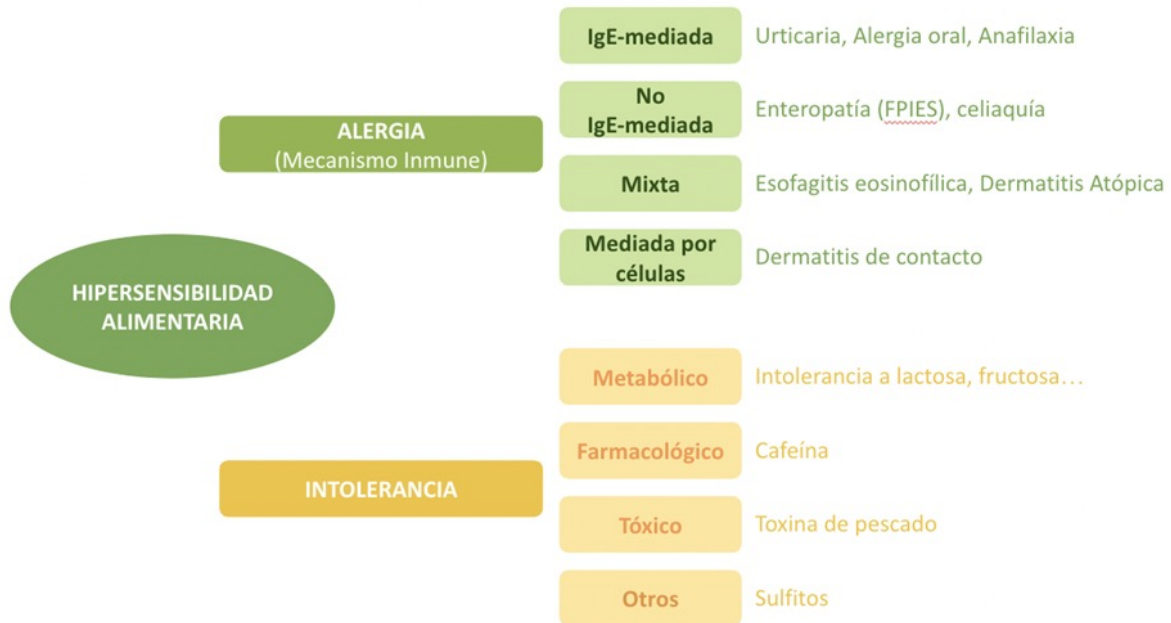 HIPERSENSIBILIDAD
ALIMENTARIA
ALERGIA
(Mecanismo Inmune)
IgE-mediada
Urticaria, Alergia oral, Anafilaxia
No
IgE-mediada
Enteropatía (FPIES), celiaquía
Mixta
Esofagitis eosinofílica, Dermatitis Atópica
Mediada por
células
Dermatitis de contacto
INTOLERANCIA
Metabólico
Intolerancia a lactosa, fructosa…
Farmacológico
Cafeína
Tóxico
Toxina de pescado
Otros
Sulfitos